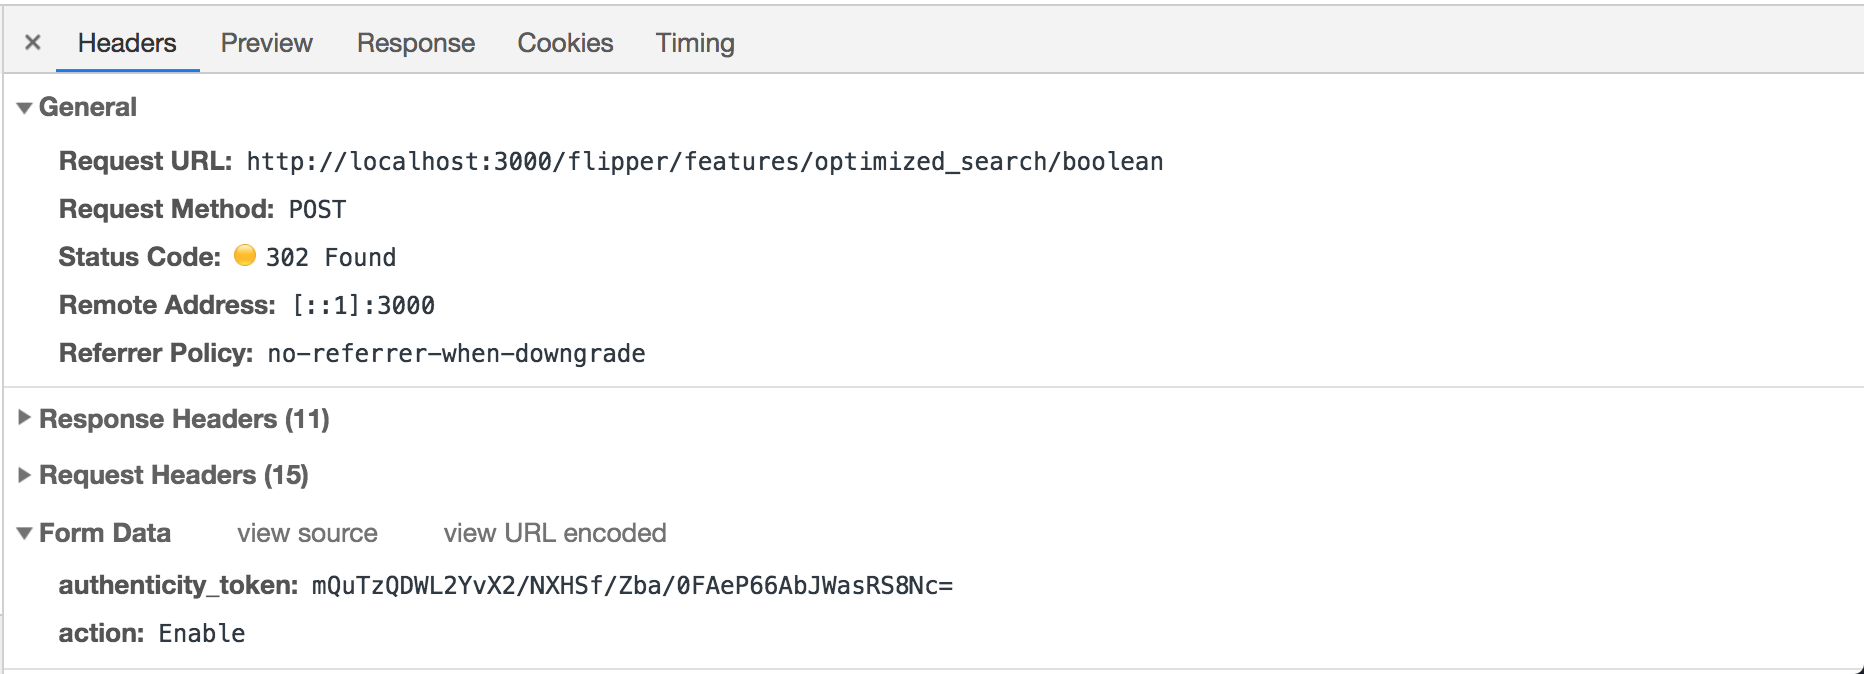 × Headers Preview Response Cookies Timing
General
Request URL: http://localhost:3000/flipper/features/optimized_search/boolean
Request Method: POST
Status Code: 302 Found
Remote Address: [::1]:3000
Referrer Policy: no-referrer-when-downgrade
Response Headers (11)
Request Headers (15)
Form Data view source view URL encoded
authenticity_token: mQuTzQDWL2YvX2/NXHSf/Zba/0FAeP66AbJWasRS8Nc=
action: Enable